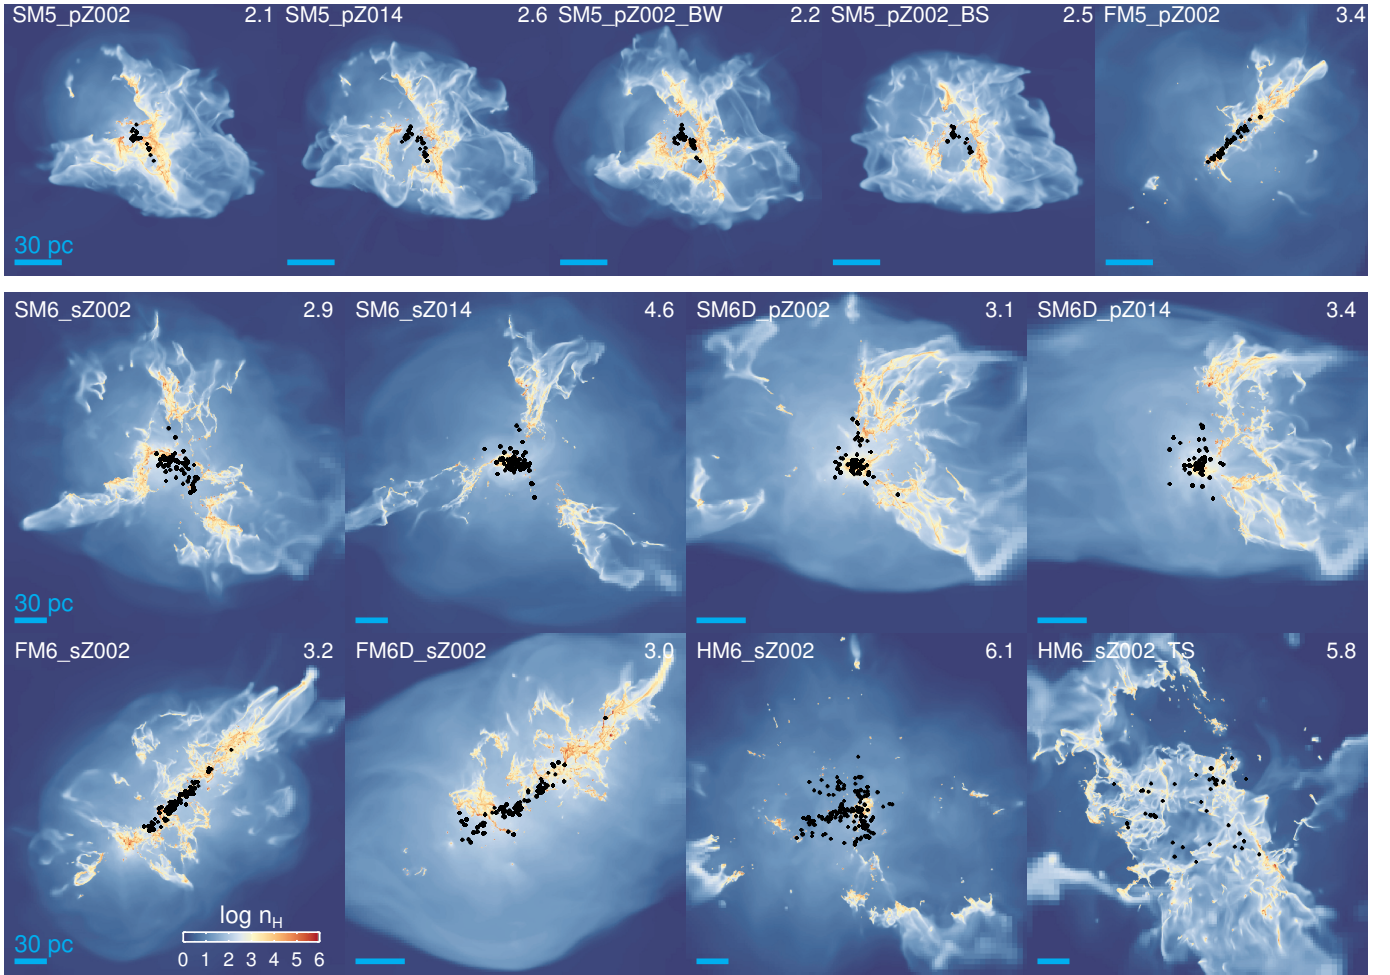 SM5_pZ002 2.1 SM5_pZ014 2.6 SM5_pZ002_BW 2.2 SM5_pZ002_BS 2.5 FM5_pZ002 3.4
30 pc
SM6_sZ002 2.9 SM6_sZ014 4.6 SM6D_pZ002 3.1 SM6D_pZ014 3.4
30 pc
FM6_sZ002 3.2 FM6D_sZ002 3.0 HM6_sZ002 6.1 HM6_sZ002_TS 5.8
log n_H
30 pc
0 1 2 3 4 5 6